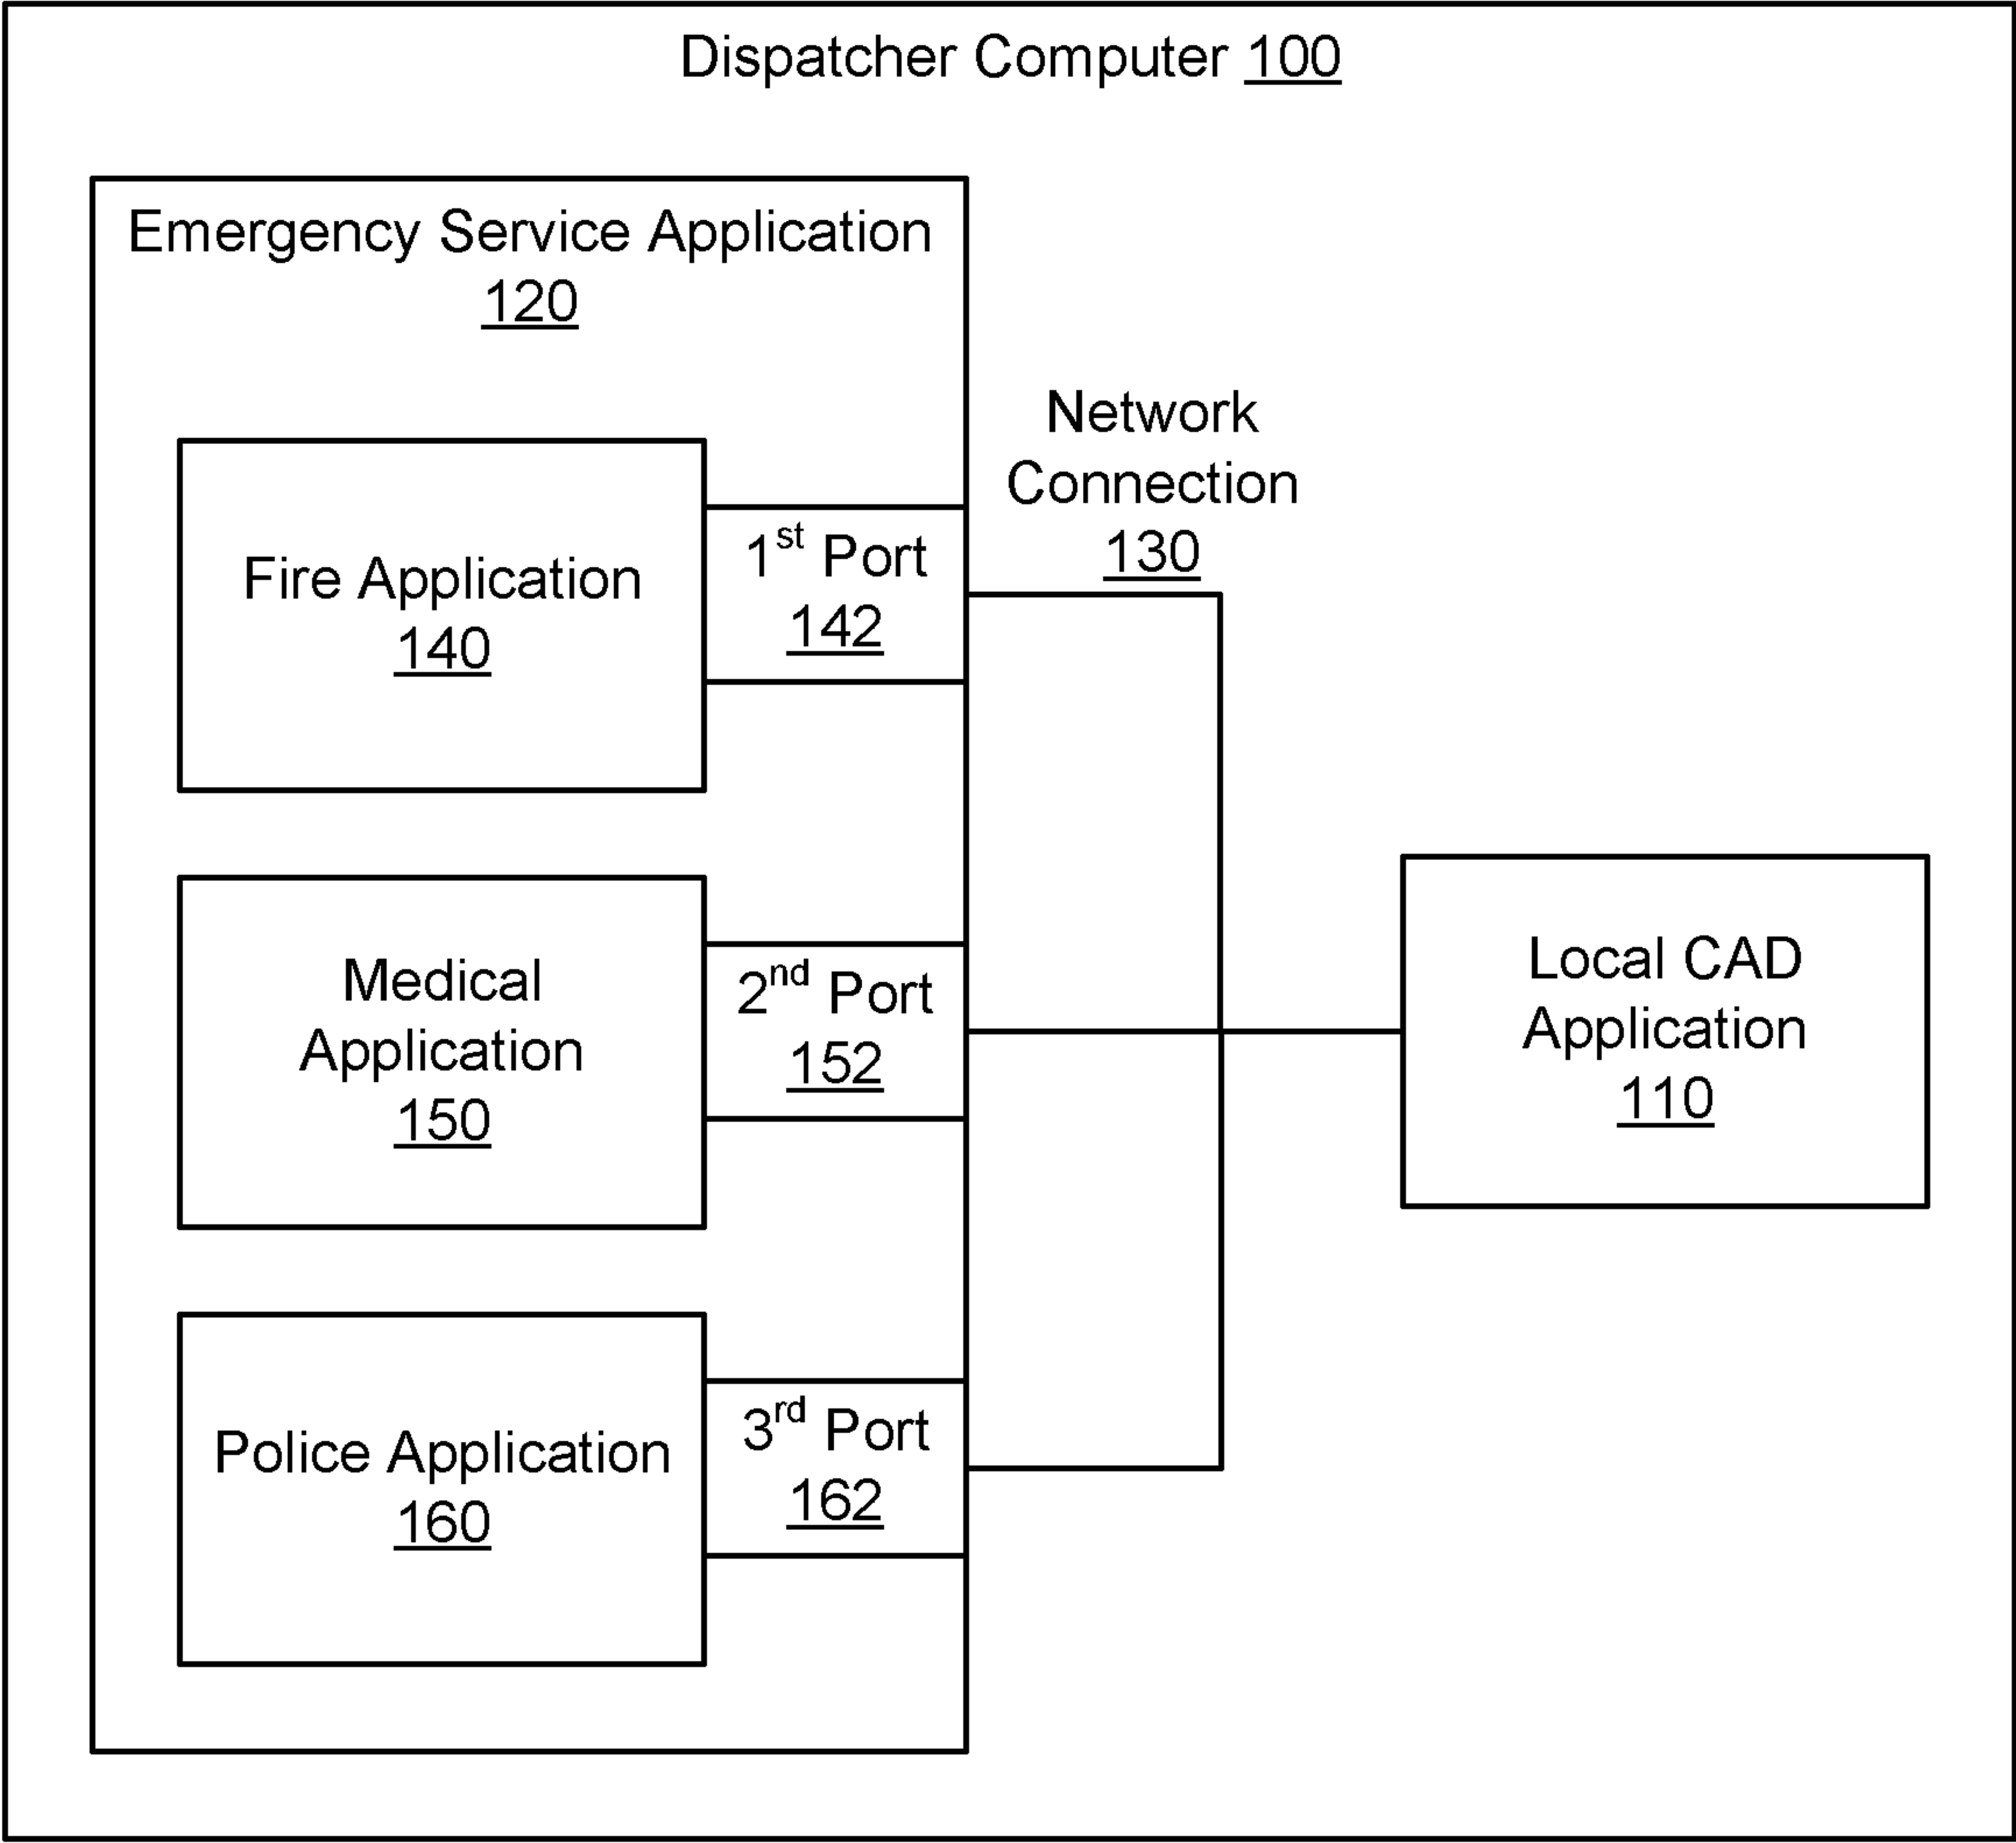 Dispatcher Computer 100
Emergency Service Application
120
Network
Connection
130
Fire Application
140
1st Port
142
Medical
Application
150
2nd Port
152
Local CAD
Application
110
Police Application
160
3rd Port
162